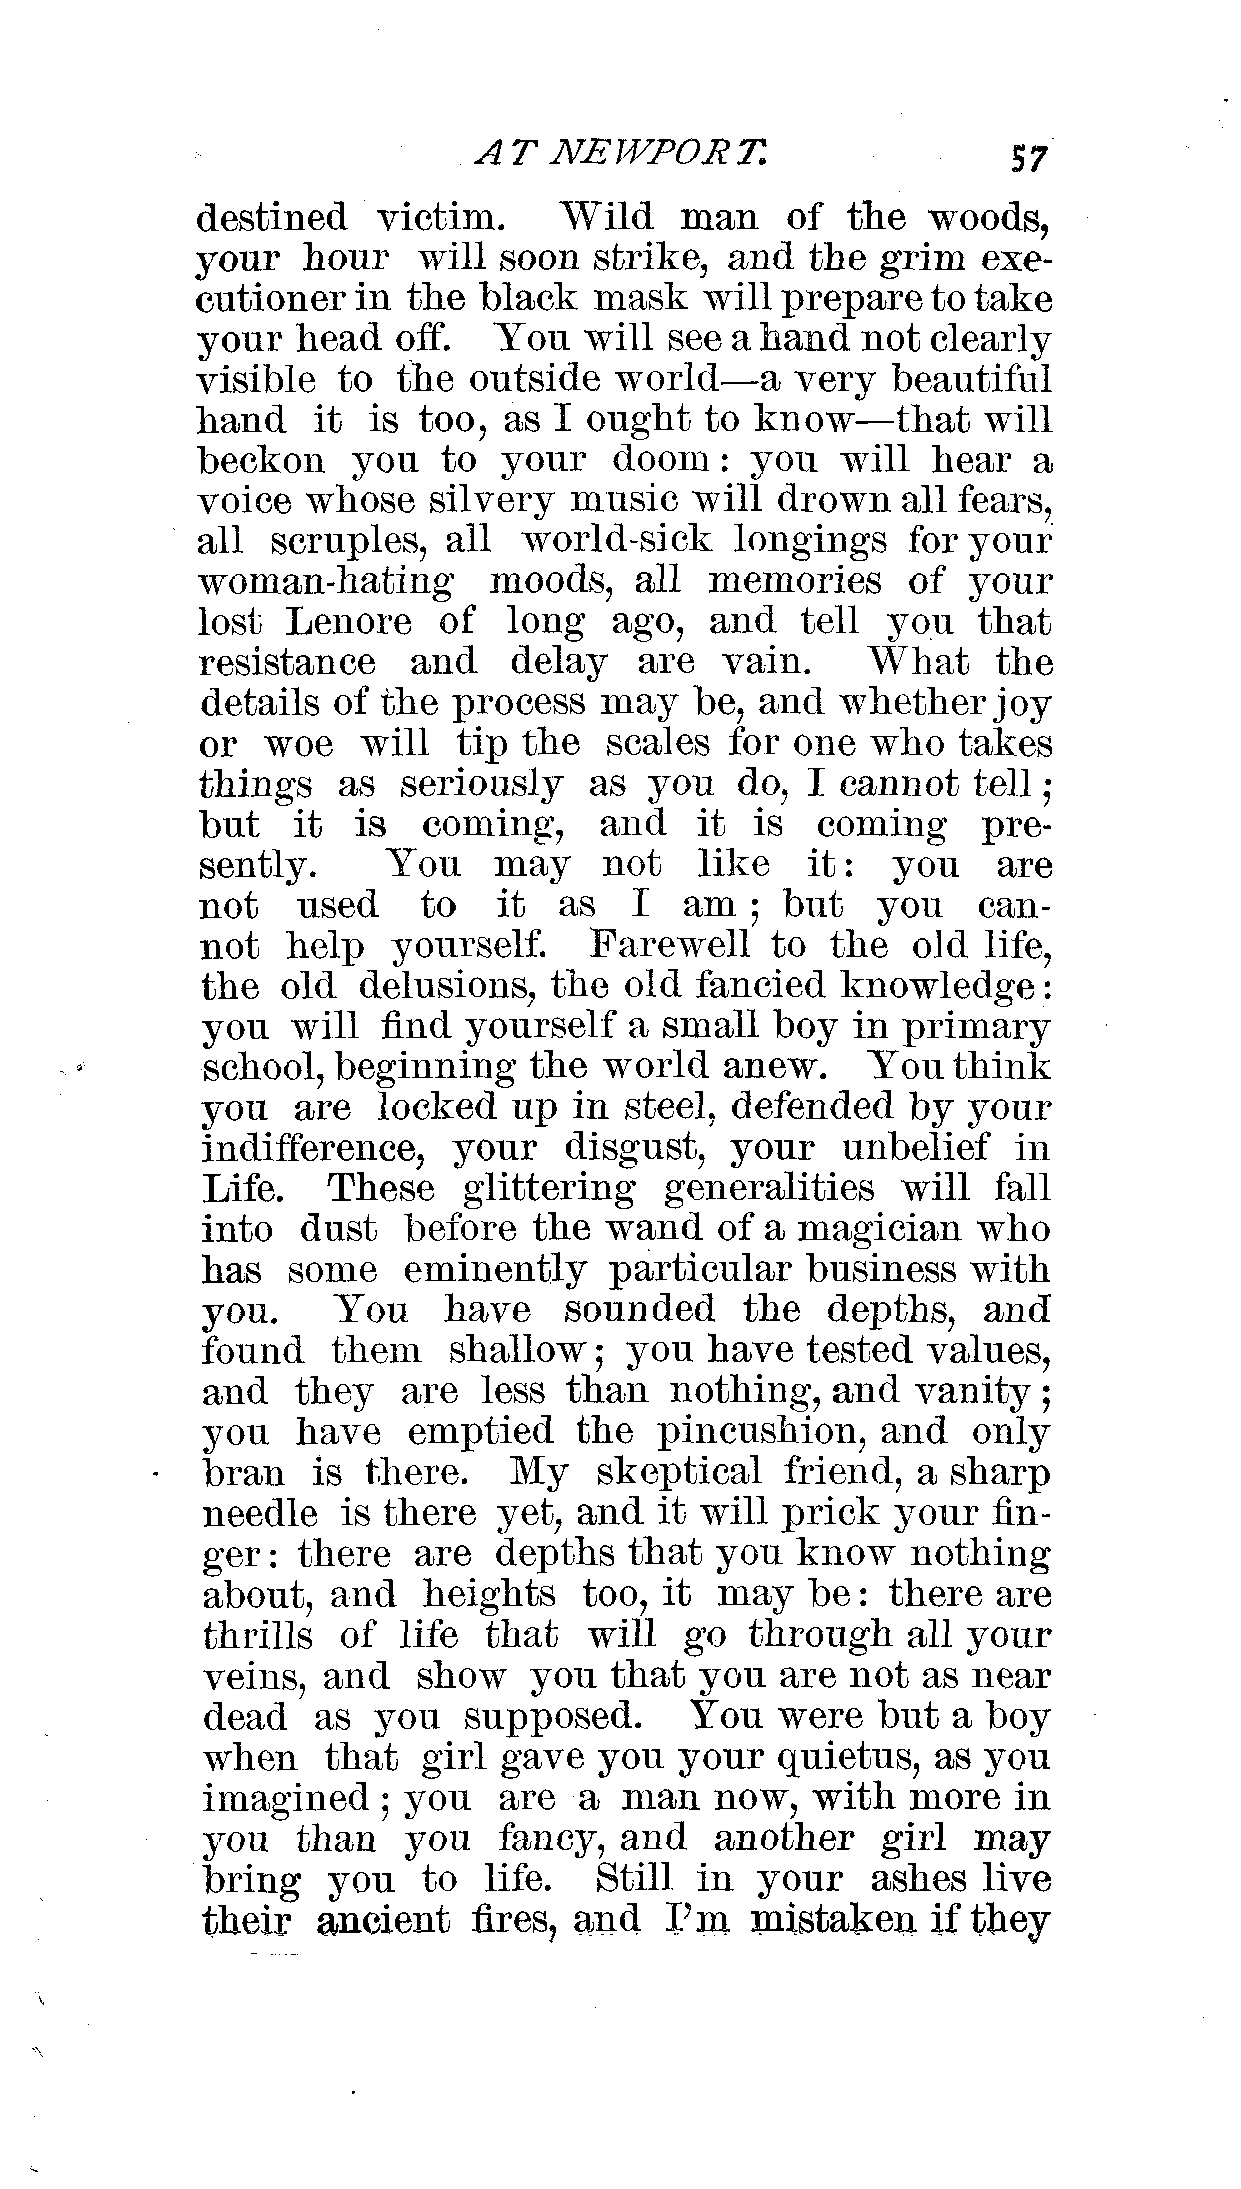 AT NEWPORT. 57
destined victim. Wild man of the woods,
your hour will soon strike, and the grim exe-
cutioner in the black mask will prepare to take
your head off. You will see a hand not clearly
visible to the outside world—a very beautiful
hand it is too, as I ought to know—that will
beckon you to your doom: you will hear a
voice whose silvery music will drown all fears,
all scruples, all world-sick longings for your
woman-hating moods, all memories of your
lost Lenore of long ago, and tell you that
resistance and delay are vain. What the
details of the process may be, and whether joy
or woe will tip the scales for one who takes
things as seriously as you do, I cannot tell;
but it is coming, and it is coming pre-
sently. You may not like it: you are
not used to it as I am; but you can-
not help yourself. Farewell to the old life,
the old delusions, the old fancied knowledge:
you will find yourself a small boy in primary
school, beginning the world anew. You think
you are locked up in steel, defended by your
indifference, your disgust, your unbelief in
Life. These glittering generalities will fall
into dust before the wand of a magician who
has some eminently particular business with
you. You have sounded the depths, and
found them shallow; you have tested values,
and they are less than nothing, and vanity;
you have emptied the pincushion, and only
bran is there. My skeptical friend, a sharp
needle is there yet, and it will prick your fin-
ger: there are depths that you know nothing
about, and heights too, it may be: there are
thrills of life that will go through all your
veins, and show you that you are not as near
dead as you supposed. You were but a boy
when that girl gave you your quietus, as you
imagined; you are a man now, with more in
you than you fancy, and another girl may
bring you to life. Still in your ashes live
their ancient fires, and I'm mistaken if they